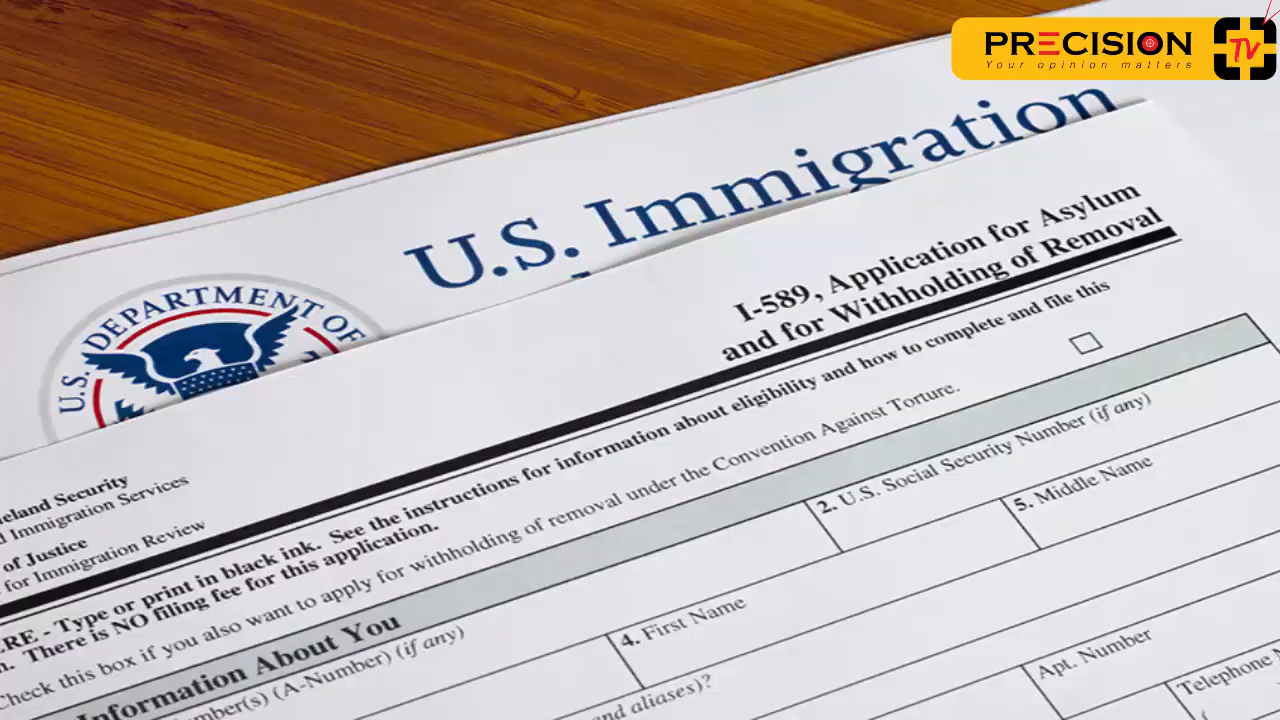 PRECISION
TV
Your opinion matters
U.S. Immigration
U.S. DEPARTMENT OF
I-589, Application for Asylum
and for Withholding of Removal
eland Security
d Immigration Services
of Justice
for Immigration Review
RE - Type or print in black ink. See the instructions for information about eligibility and how to complete and file this
n. There is NO filing fee for this application.
Check this box if you also want to apply for withholding of removal under the Convention Against Torture.
Information About You
mber(s) (A-Number) (if any)
2. U.S. Social Security Number (if any)
4. First Name
5. Middle Name
nd aliases)?
Apt. Number
Telephone N
(